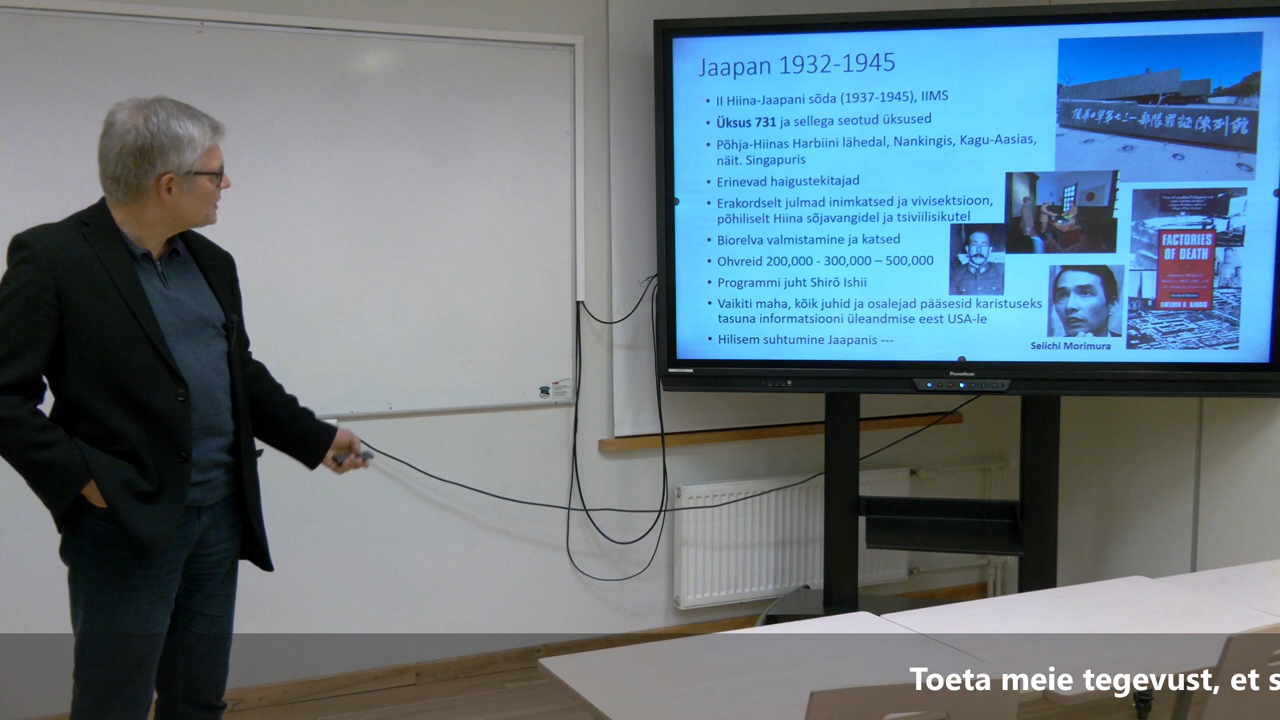 Jaapan 1932-1945
• II Hiina-Jaapani sõda (1937-1945), IIMS
• Üksus 731 ja sellega seotud üksused
• Põhja-Hiinas Harbiini lähedal, Nankingis, Kagu-Aasias,
näit. Singapuris
• Erinevad haigustekitajad
• Erakordselt julmad inimkatsed ja vivisektsioon,
põhiliselt Hiina sõjavangidel ja tsiviilisikutel
• Biorelva valmistamine ja katsed
• Ohvreid 200,000 - 300,000 – 500,000
• Programmi juht Shirō Ishii
• Vaikiti maha, kõik juhid ja osalejad pääsesid karistuseks
tasuna informatsiooni üleandmise eest USA-le
• Hilisem suhtumine Jaapanis ---
FACTORIES
OF DEATH
SHELDON H. HARRIS
Seiichi Morimura
Promethean
Toeta meie tegevust, et s